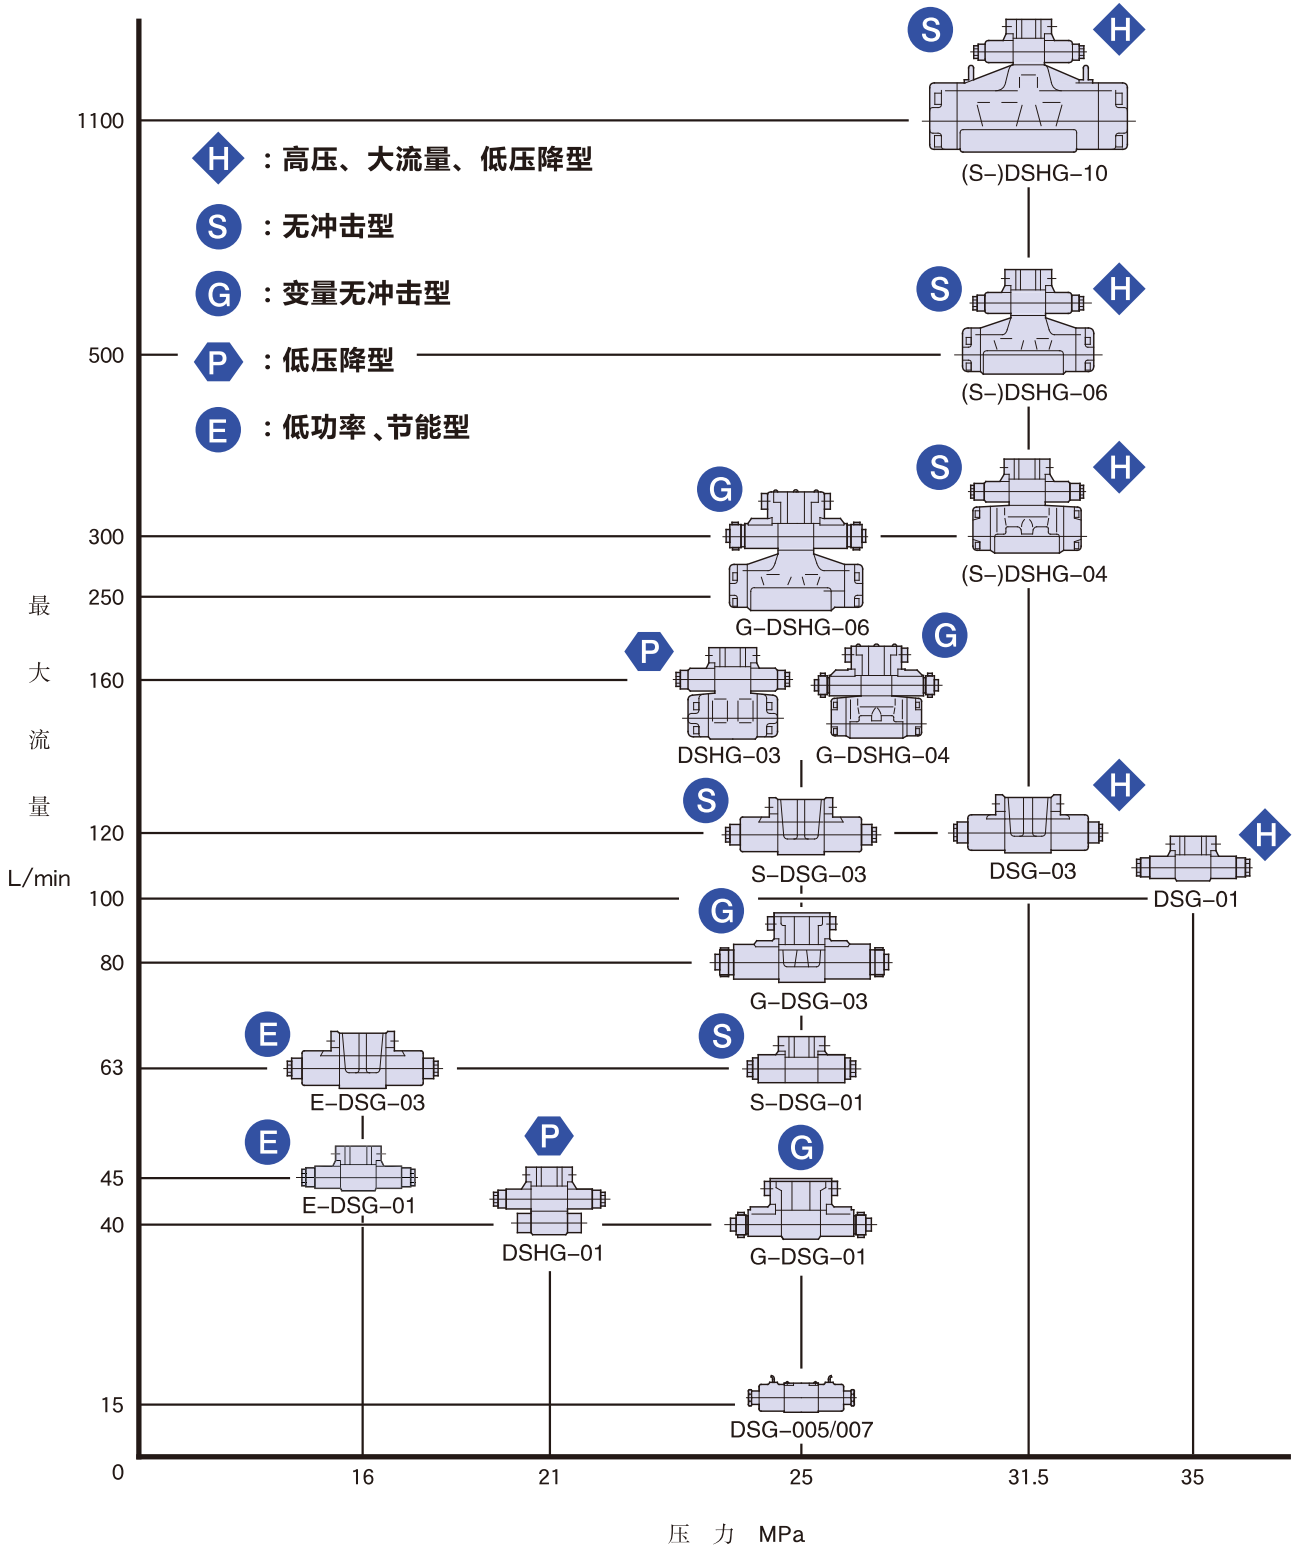 S
H
1100
(S-)DSHG-10
H : 高压、大流量、低压降型
S : 无冲击型
G : 变量无冲击型
S
H
500
P : 低压降型
(S-)DSHG-06
E : 低功率、节能型
G
S
H
300
(S-)DSHG-04
250
G-DSHG-06
最大流量 L/min
P
G
160
DSHG-03
G-DSHG-04
S
H
120
H
S-DSG-03
DSG-03
100
DSG-01
G
80
G-DSG-03
E
S
63
E-DSG-03
S-DSG-01
E
P
G
45
E-DSG-01
40
DSHG-01
G-DSG-01
15
DSG-005/007
0
16
21
25
31.5
35
压力 MPa